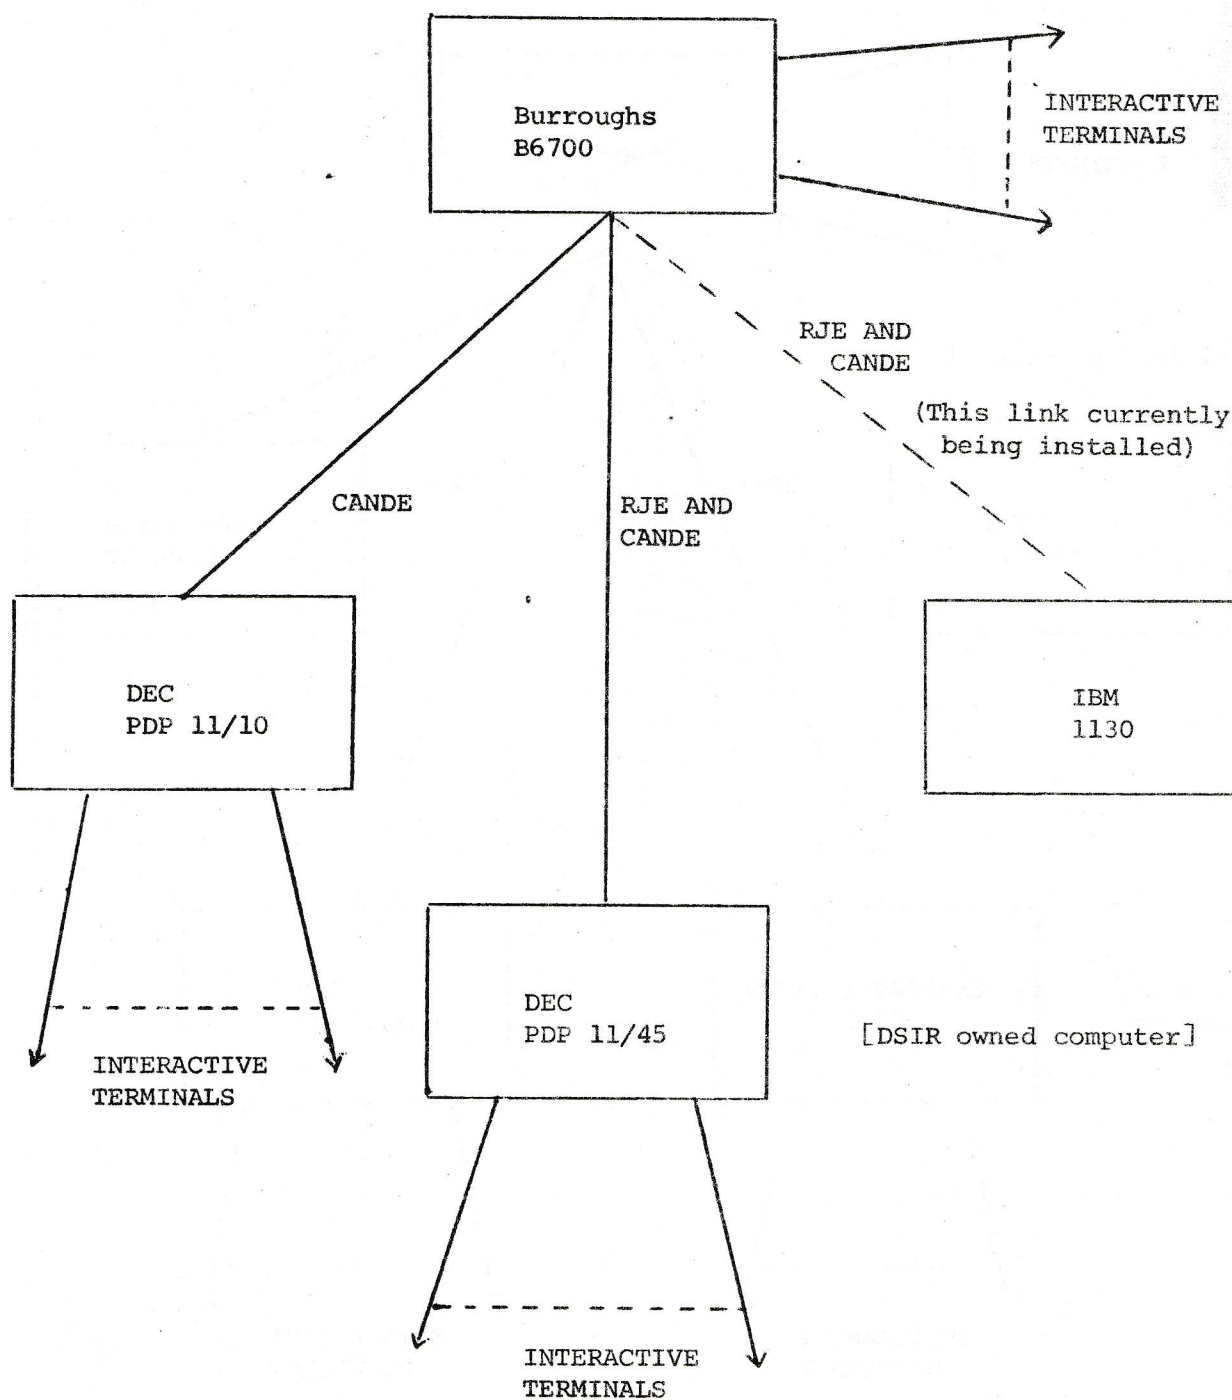 Burroughs
B6700
INTERACTIVE
TERMINALS
RJE AND
CANDE
(This link currently
being installed)
CANDE
RJE AND
CANDE
DEC
PDP 11/10
IBM
1130
DEC
PDP 11/45
[DSIR owned computer]
INTERACTIVE
TERMINALS
INTERACTIVE
TERMINALS